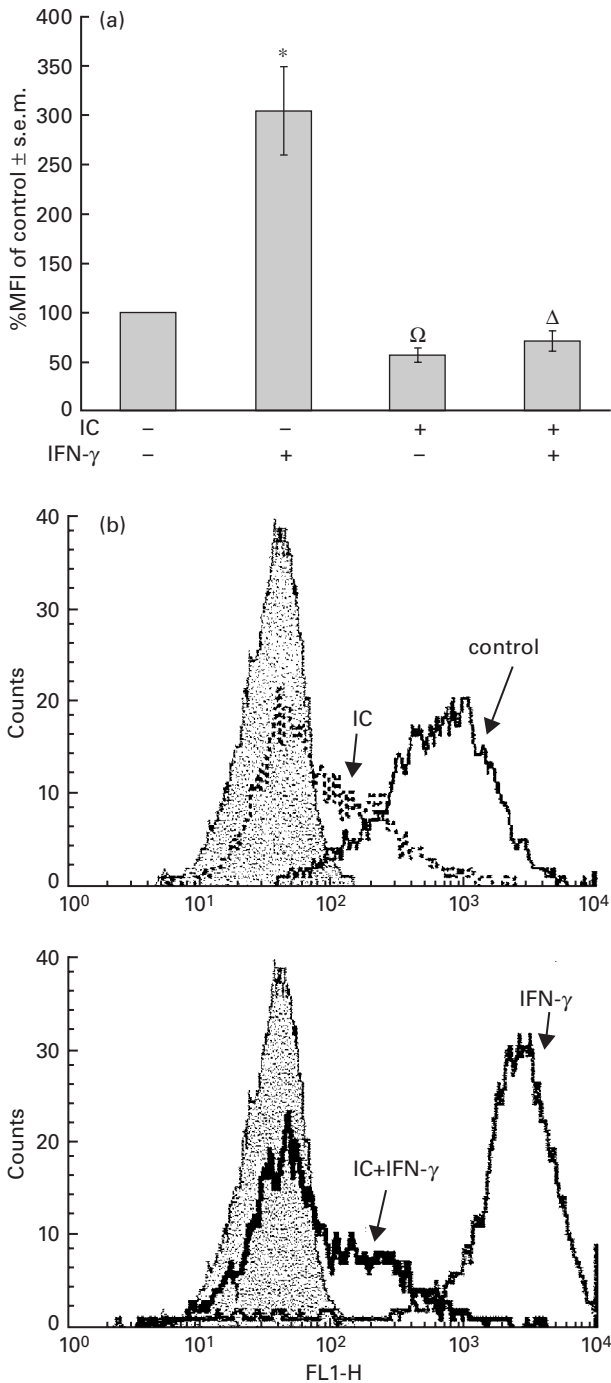 (a)
%MFI of control ± s.e.m.
400
350
300
250
200
150
100
50
0
*
Ω
Δ
IC – – + +
IFN-γ – + – +
(b)
Counts
40
30
20
10
0
IC
control
10⁰ 10¹ 10² 10³ 10⁴
Counts
40
30
20
10
0
IFN-γ
IC+IFN-γ
10⁰ 10¹ 10² 10³ 10⁴
FL1-H